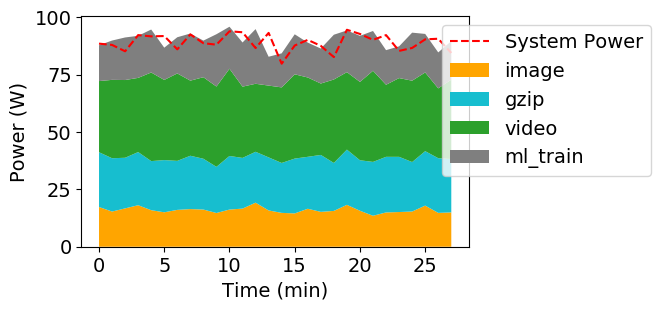 100
75
50
25
0
Power (W)
0 5 10 15 20 25
Time (min)
System Power
image
gzip
video
ml_train